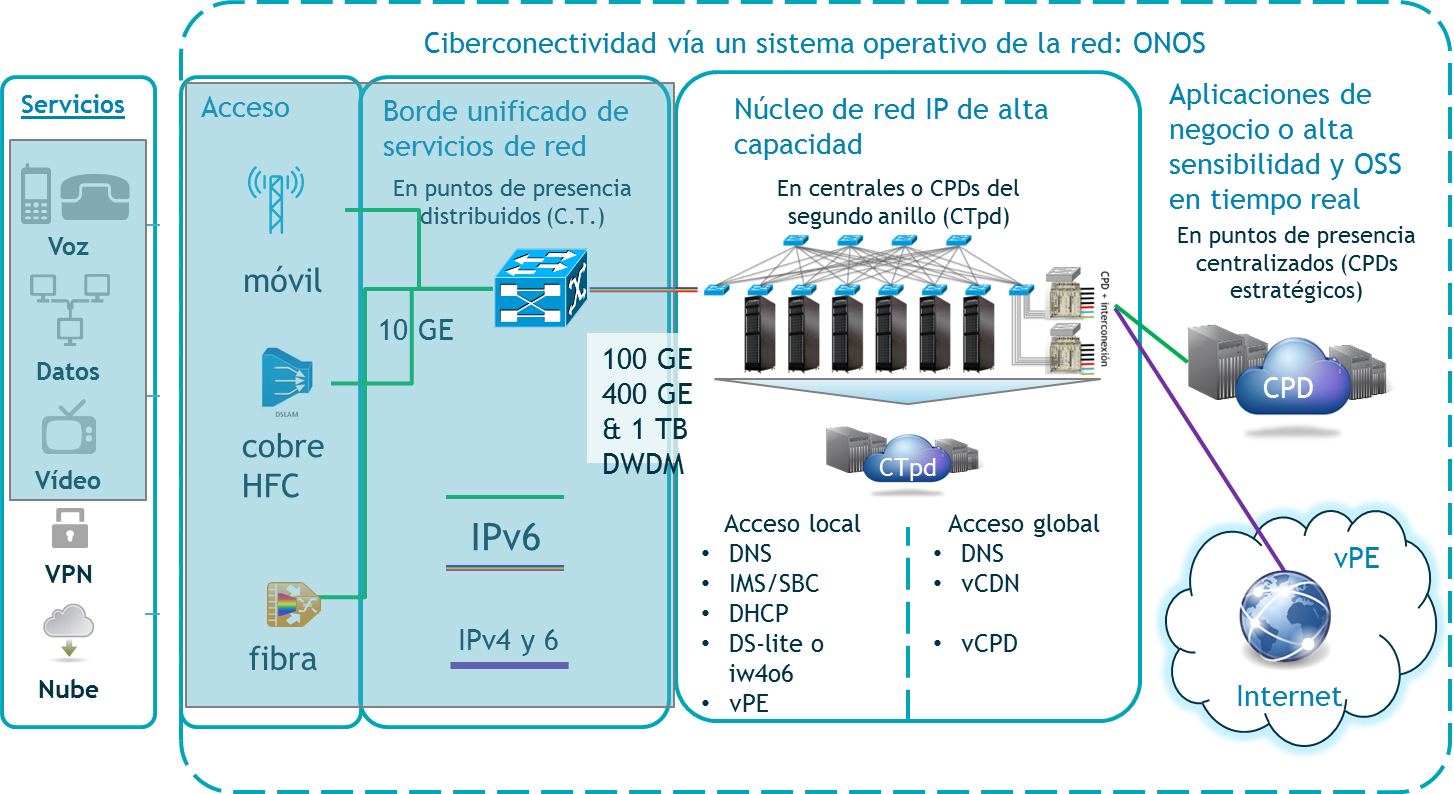 Ciberconectividad vía un sistema operativo de la red: ONOS
Servicios
Voz
Datos
Vídeo
VPN
Nube
Acceso
móvil
DSLAM
cobre
HFC
fibra
Borde unificado de
servicios de red
En puntos de presencia
distribuidos (C.T.)
10 GE
100 GE
400 GE
& 1 TB
DWDM
IPv6
IPv4 y 6
Núcleo de red IP de alta
capacidad
En centrales o CPDs del
segundo anillo (CTpd)
CPD + interconexión
CTpd
Acceso local
• DNS
• IMS/SBC
• DHCP
• DS-lite o
iw4o6
• vPE
Acceso global
• DNS
• vCDN
• vCPD
Aplicaciones de
negocio o alta
sensibilidad y OSS
en tiempo real
En puntos de presencia
centralizados (CPDs
estratégicos)
CPD
vPE
Internet